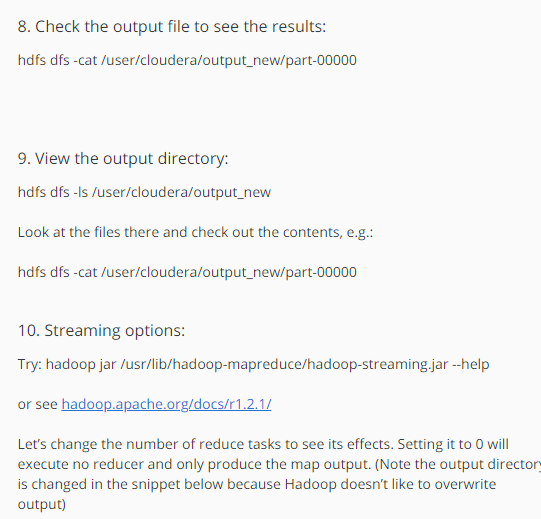 8. Check the output file to see the results:
hdfs dfs -cat /user/cloudera/output_new/part-00000
9. View the output directory:
hdfs dfs -ls /user/cloudera/output_new
Look at the files there and check out the contents, e.g.:
hdfs dfs -cat /user/cloudera/output_new/part-00000
10. Streaming options:
Try: hadoop jar /usr/lib/hadoop-mapreduce/hadoop-streaming.jar --help
or see hadoop.apache.org/docs/r1.2.1/
Let’s change the number of reduce tasks to see its effects. Setting it to 0 will
execute no reducer and only produce the map output. (Note the output directory
is changed in the snippet below because Hadoop doesn’t like to overwrite
output)